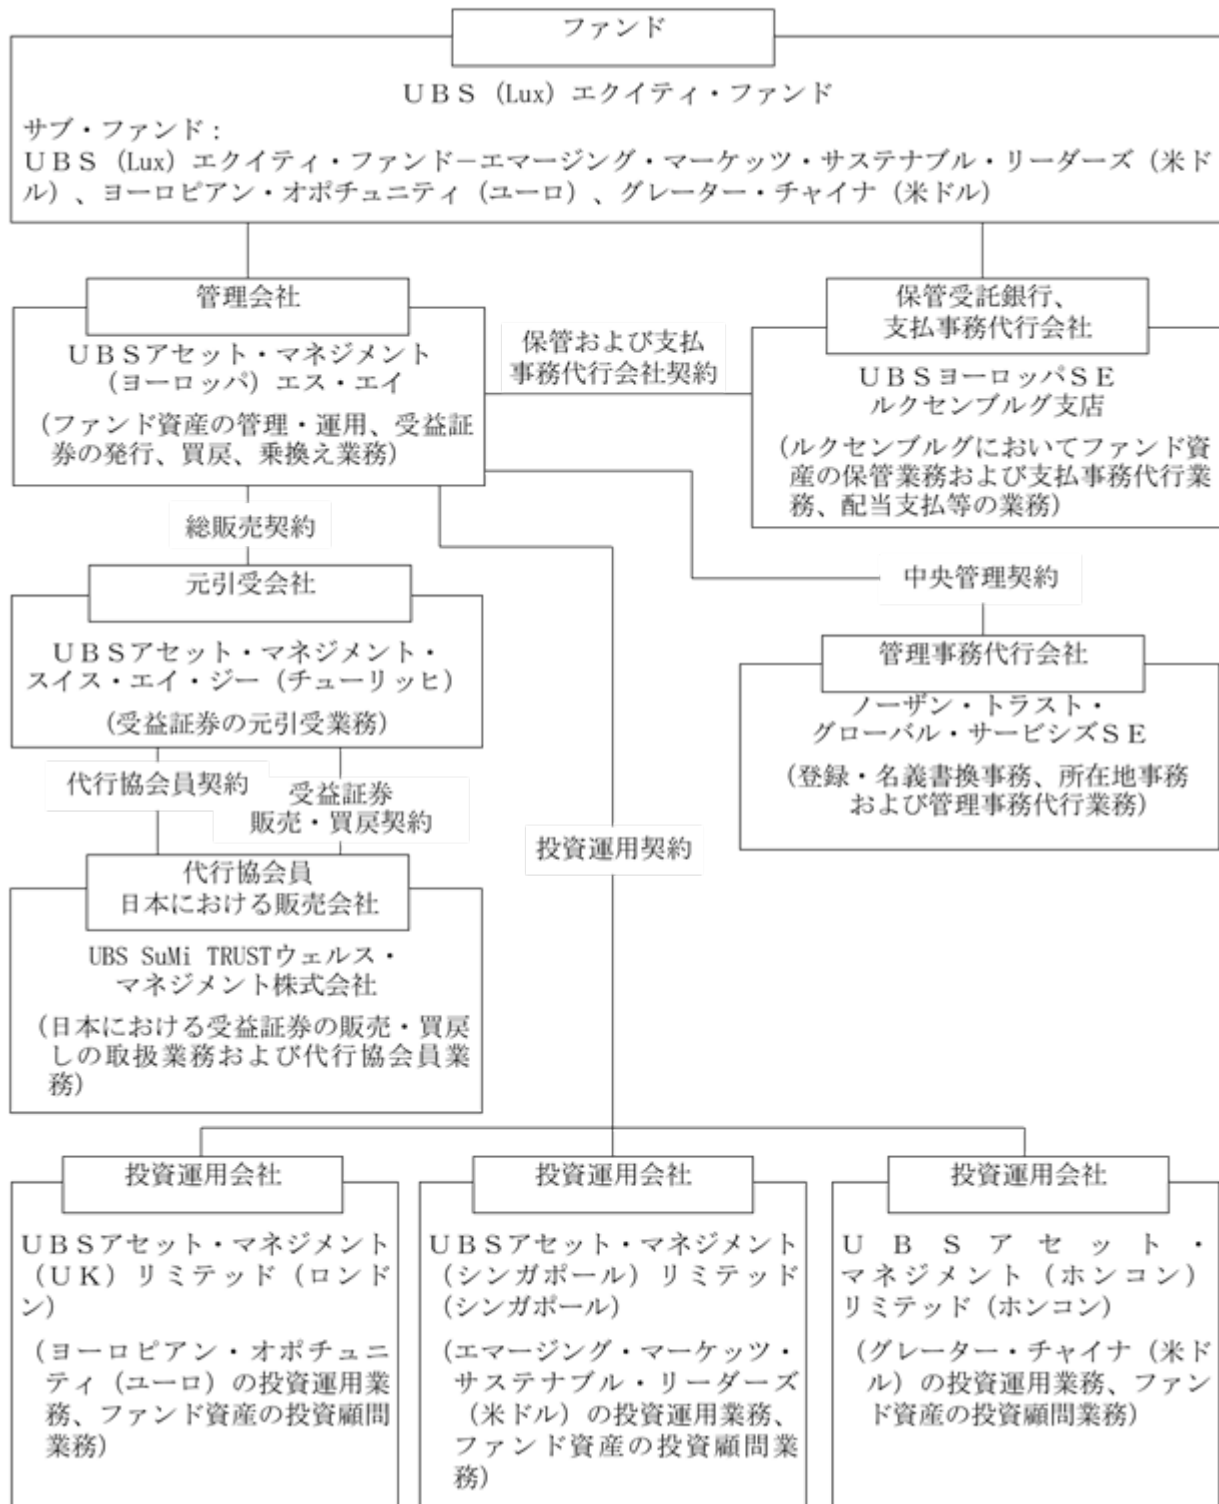 ファンド
ＵＢＳ（Lux）エクイティ・ファンド
サブ・ファンド：
ＵＢＳ（Lux）エクイティ・ファンド－エマージング・マーケッツ・サステナブル・リーダーズ（米ド
ル）、ヨーロピアン・オポチュニティ（ユーロ）、グレーター・チャイナ（米ドル）
管理会社
ＵＢＳアセット・マネジメント
（ヨーロッパ）エス・エイ
（ファンド資産の管理・運用、受益証
券の発行、買戻、乗換え業務）
保管および支払
事務代行会社契約
保管受託銀行、
支払事務代行会社
ＵＢＳヨーロッパＳＥ
ルクセンブルグ支店
（ルクセンブルグにおいてファンド資
産の保管業務および支払事務代行業
務、配当支払等の業務）
総販売契約
中央管理契約
元引受会社
ＵＢＳアセット・マネジメント・
スイス・エイ・ジー（チューリッヒ）
（受益証券の元引受業務）
管理事務代行会社
ノーザン・トラスト・
グローバル・サービシズＳＥ
（登録・名義書換事務、所在地事務
および管理事務代行業務）
代行協会員契約
受益証券
販売・買戻契約
投資運用契約
代行協会員
日本における販売会社
UBS SuMi TRUSTウェルス・
マネジメント株式会社
（日本における受益証券の販売・買戻
しの取扱業務および代行協会員業
務）
投資運用会社
ＵＢＳアセット・マネジメント
（ＵＫ）リミテッド（ロンド
ン）
（ヨーロピアン・オポチュニ
ティ（ユーロ）の投資運用業
務、ファンド資産の投資顧問
業務）
投資運用会社
ＵＢＳアセット・マネジメント
（シンガポール）リミテッド
（シンガポール）
（エマージング・マーケッツ・
サステナブル・リーダーズ
（米ドル）の投資運用業務、
ファンド資産の投資顧問業
務）
投資運用会社
ＵＢＳアセット・
マネジメント（ホンコン）
リミテッド（ホンコン）
（グレーター・チャイナ（米ド
ル）の投資運用業務、ファン
ド資産の投資顧問業務）